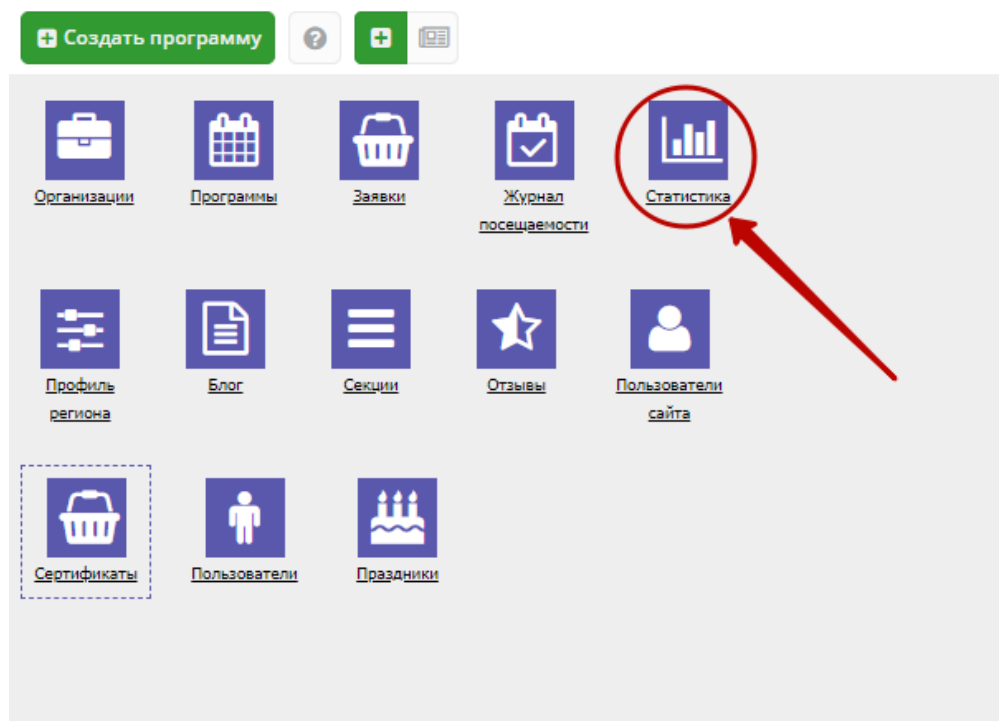 Создать программу
Организации
Программы
Заявки
Журнал
посещаемости
Статистика
Профиль
региона
Блог
Секции
Отзывы
Пользователи
сайта
Сертификаты
Пользователи
Праздники